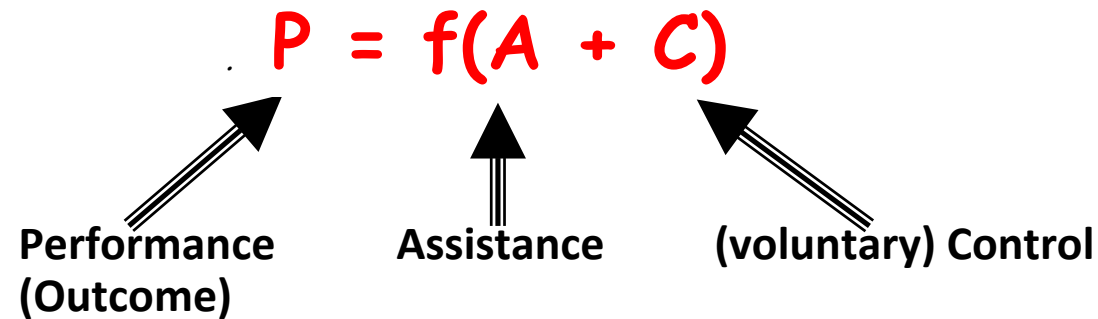 P = f(A + C)
Performance (Outcome)
Assistance
(voluntary) Control